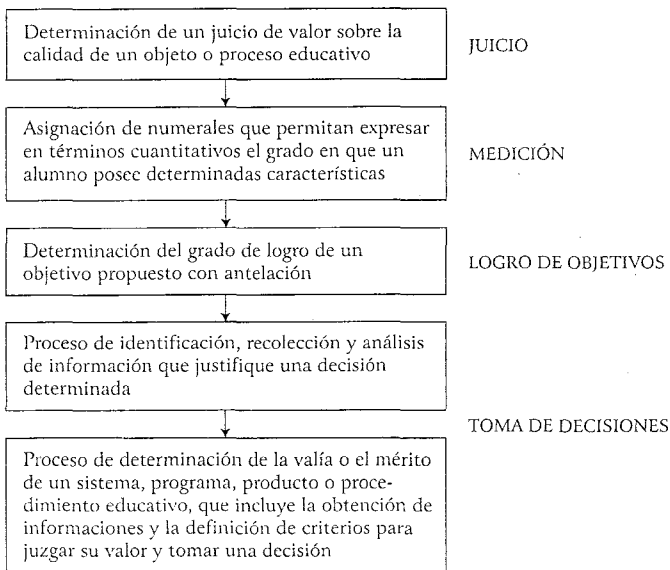 Determinación de un juicio de valor sobre la
calidad de un objeto o proceso educativo
JUICIO
Asignación de numerales que permitan expresar
en términos cuantitativos el grado en que un
alumno posee determinadas características
MEDICIÓN
Determinación del grado de logro de un
objetivo propuesto con antelación
LOGRO DE OBJETIVOS
Proceso de identificación, recolección y análisis
de información que justifique una decisión
determinada
TOMA DE DECISIONES
Proceso de determinación de la valía o el mérito
de un sistema, programa, producto o proce-
dimiento educativo, que incluye la obtención de
informaciones y la definición de criterios para
juzgar su valor y tomar una decisión